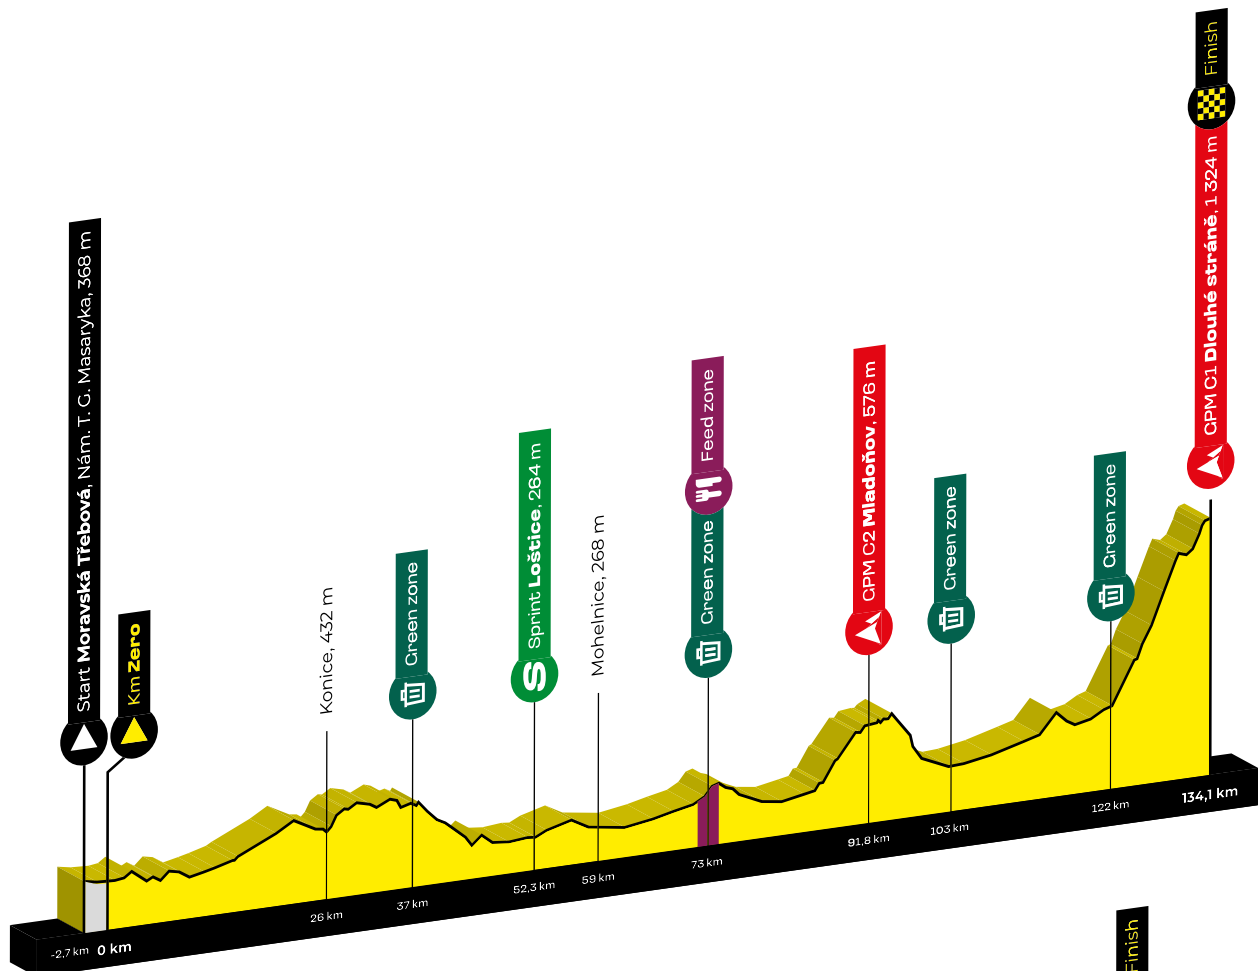 Start Moravská Třebová, Nám. T. G. Masaryka, 368 m
Km Zero
Konice, 432 m
Green zone
Sprint Loštice, 264 m
S
Mohelnice, 268 m
Feed zone
Green zone
GPM C2 Mladoňov, 576 m
Green zone
Green zone
Finish
GPM C1 Dlouhé stráně, 1 324 m
-2,7 km
0 km
26 km
37 km
52,3 km
59 km
73 km
91,8 km
103 km
122 km
134,1 km
Finish